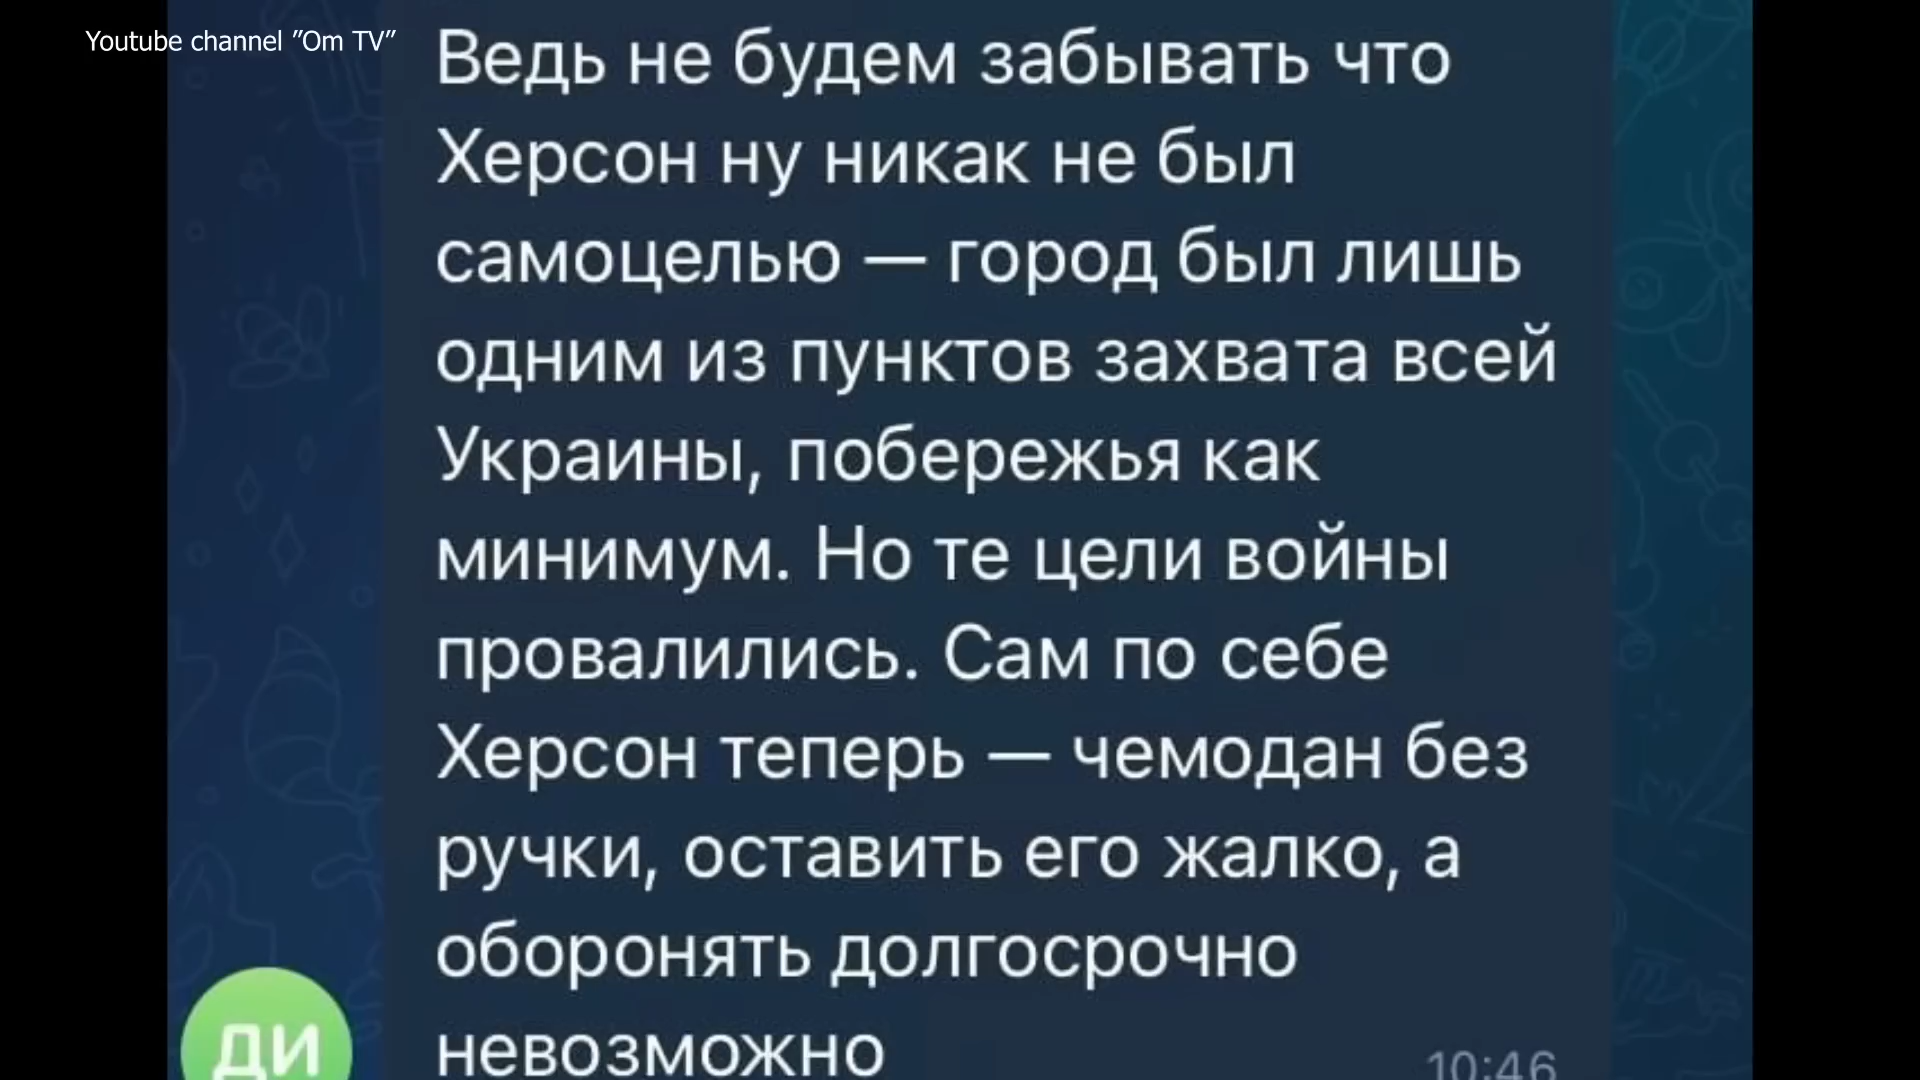 Youtube channel "Om TV"
Ведь не будем забывать что
Херсон ну никак не был
самоцелью — город был лишь
одним из пунктов захвата всей
Украины, побережья как
минимум. Но те цели войны
провалились. Сам по себе
Херсон теперь — чемодан без
ручки, оставить его жалко, а
оборонять долгосрочно
невозможно
10:46
ДИ